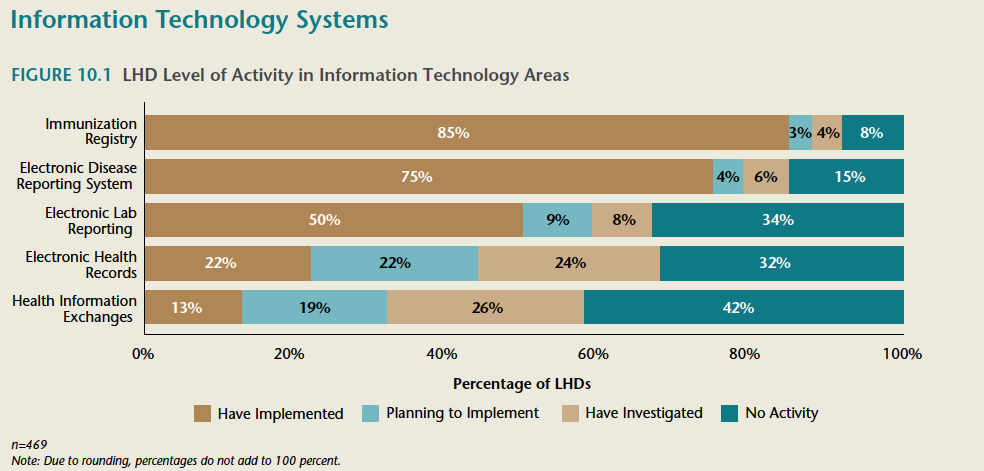 Information Technology Systems
FIGURE 10.1 LHD Level of Activity in Information Technology Areas
Immunization
Registry
85% 3% 4% 8%
Electronic Disease
Reporting System
75% 4% 6% 15%
Electronic Lab
Reporting
50% 9% 8% 34%
Electronic Health
Records
22% 22% 24% 32%
Health Information
Exchanges
13% 19% 26% 42%
0% 20% 40% 60% 80% 100%
Percentage of LHDs
Have Implemented Planning to Implement Have Investigated No Activity
n=469
Note: Due to rounding, percentages do not add to 100 percent.